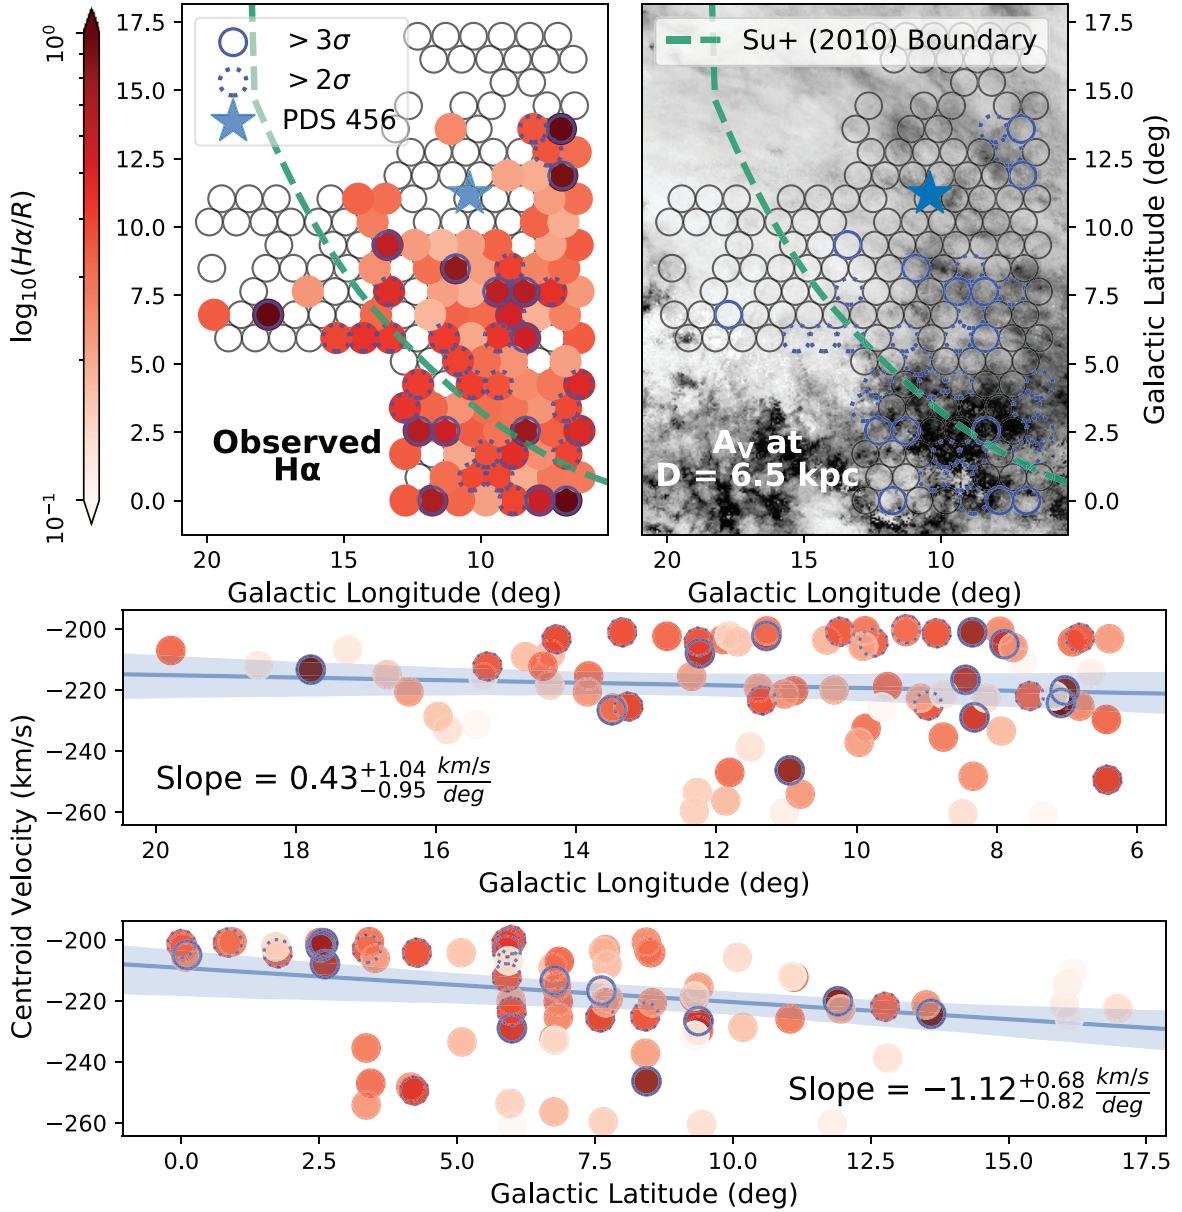 10⁰
log₁₀(Hα/R)
10⁻¹
17.5
15.0
12.5
10.0
7.5
5.0
2.5
0.0
> 3σ
> 2σ
PDS 456
Observed
Hα
20
15
10
Galactic Longitude (deg)
Su+ (2010) Boundary
A_V at
D = 6.5 kpc
20
15
10
Galactic Longitude (deg)
17.5
15.0
12.5
10.0
7.5
5.0
2.5
0.0
Galactic Latitude (deg)
Centroid Velocity (km/s)
−200
−220
−240
−260
Slope = 0.43 +1.04 −0.95 km/s / deg
20
18
16
14
12
10
8
6
Galactic Longitude (deg)
−200
−220
−240
−260
Slope = −1.12 +0.68 −0.82 km/s / deg
0.0
2.5
5.0
7.5
10.0
12.5
15.0
17.5
Galactic Latitude (deg)